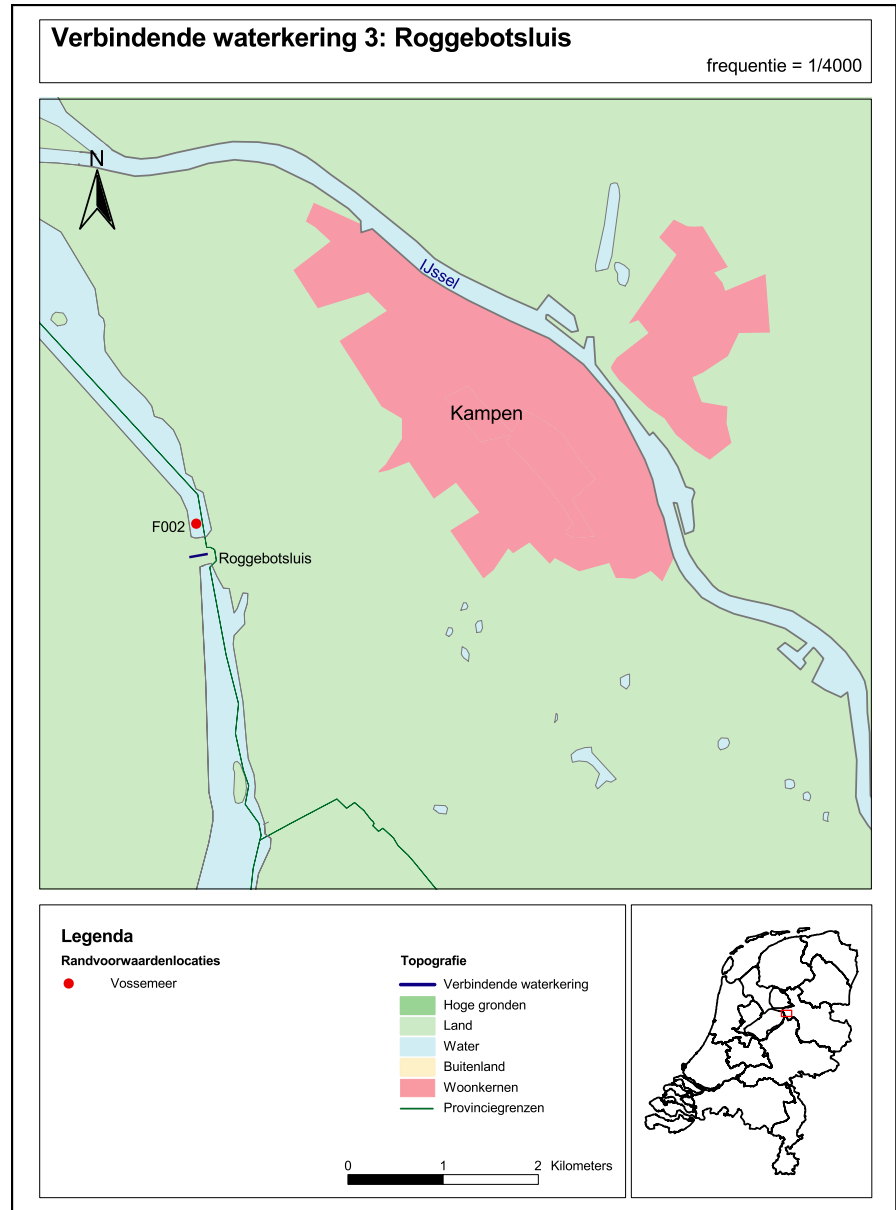 Verbindende waterkering 3: Roggebotsluis
frequentie = 1/4000
N
IJssel
Kampen
F002
Roggebotsluis
Legenda
Randvoorwaardenlocaties
Vossemeer
Topografie
Verbindende waterkering
Hoge gronden
Land
Water
Buitenland
Woonkernen
Provinciegrenzen
0 1 2 Kilometers